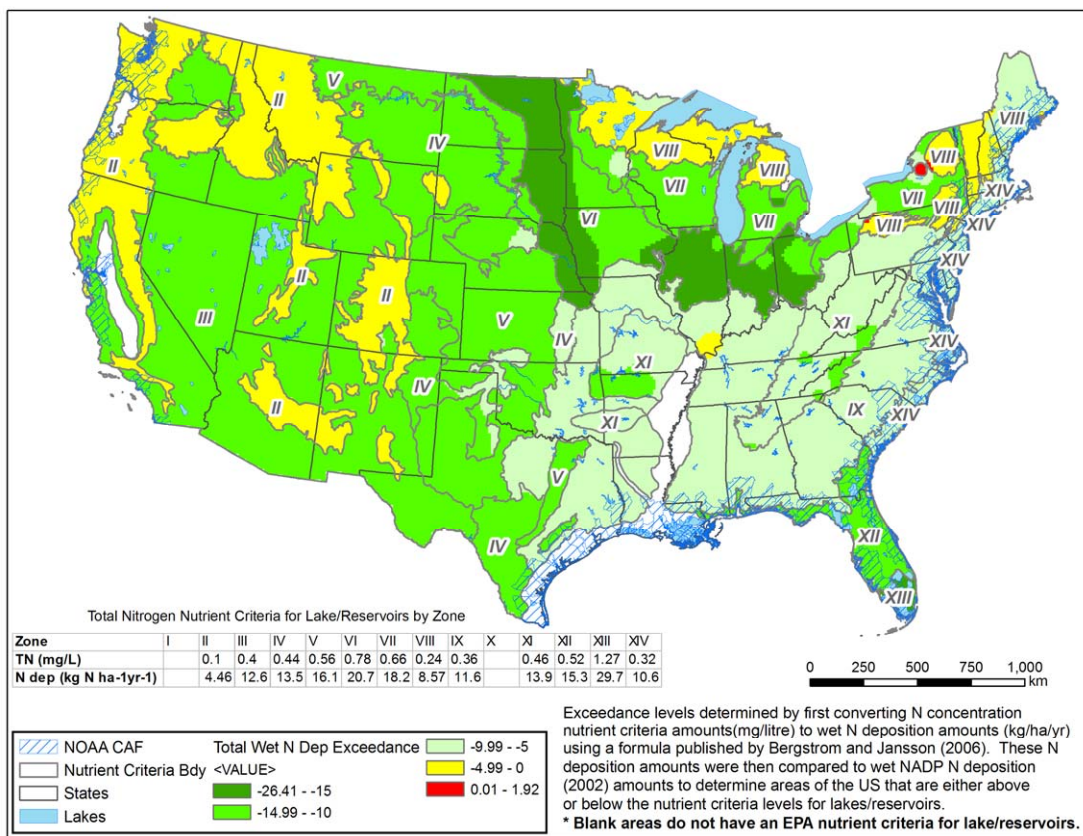 V
II
IV
VIII
VIII
VIII
II
VIII
VII
VII
XIV
VI
VII
VIII
VIII
XIV
XIV
II
II
III
V
IV
XI
XI
XIV
IV
II
XI
IX
XIV
V
IV
XII
XIII
Total Nitrogen Nutrient Criteria for Lake/Reservoirs by Zone
Zone I II III IV V VI VII VIII IX X XI XII XIII XIV
TN (mg/L) 0.1 0.4 0.44 0.56 0.78 0.66 0.24 0.36 0.46 0.52 1.27 0.32
N dep (kg N ha-1yr-1) 4.46 12.6 13.5 16.1 20.7 18.2 8.57 11.6 13.9 15.3 29.7 10.6
0 250 500 750 1,000
km
NOAA CAF
Nutrient Criteria Bdy
States
Lakes
Total Wet N Dep Exceedance
<VALUE>
-26.41 - -15
-14.99 - -10
-9.99 - -5
-4.99 - 0
0.01 - 1.92
Exceedance levels determined by first converting N concentration
nutrient criteria amounts(mg/litre) to wet N deposition amounts (kg/ha/yr)
using a formula published by Bergstrom and Jansson (2006). These N
deposition amounts were then compared to wet NADP N deposition
(2002) amounts to determine areas of the US that are either above
or below the nutrient criteria levels for lakes/reservoirs.
* Blank areas do not have an EPA nutrient criteria for lake/reservoirs.